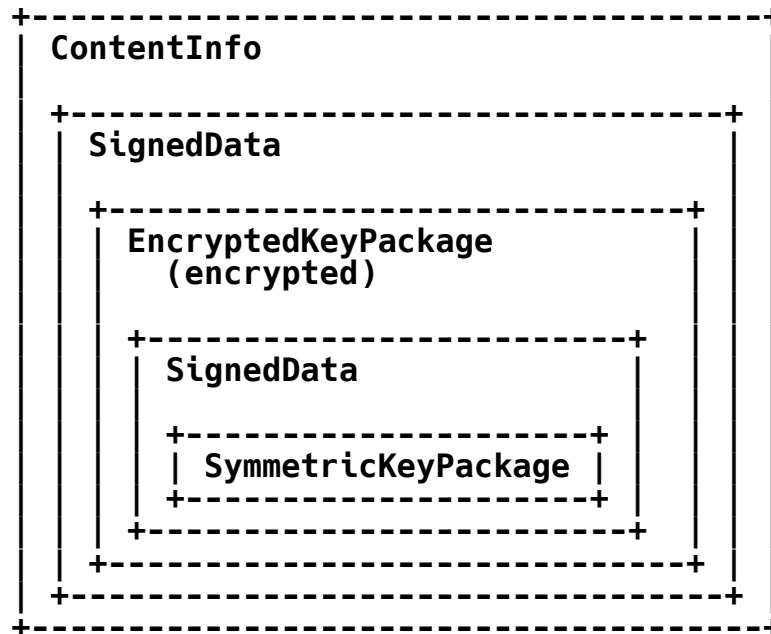 ContentInfo
SignedData
EncryptedKeyPackage
(encrypted)
SignedData
SymmetricKeyPackage